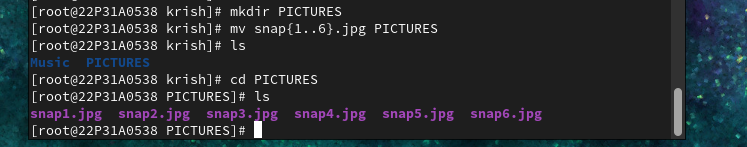 [root@22P31A0538 krish]# mkdir PICTURES
[root@22P31A0538 krish]# mv snap{1..6}.jpg PICTURES
[root@22P31A0538 krish]# ls
Music  PICTURES
[root@22P31A0538 krish]# cd PICTURES
[root@22P31A0538 PICTURES]# ls
snap1.jpg  snap2.jpg  snap3.jpg  snap4.jpg  snap5.jpg  snap6.jpg
[root@22P31A0538 PICTURES]#